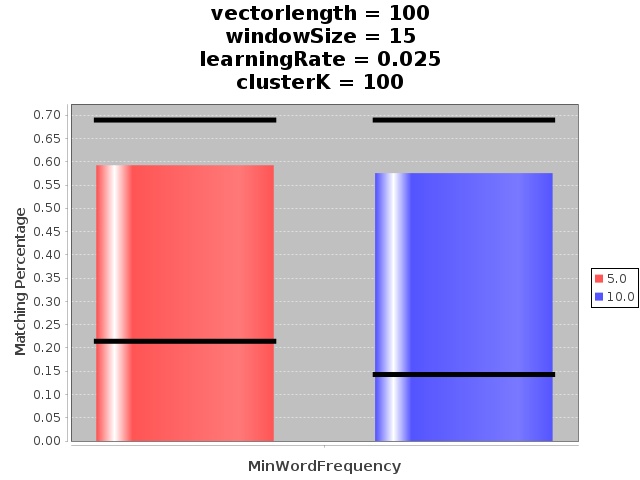 vectorlength = 100
windowSize = 15
learningRate = 0.025
clusterK = 100
0.70
0.65
0.60
0.55
0.50
0.45
0.40
0.35
0.30
0.25
0.20
0.15
0.10
0.05
0.00
Matching Percentage
MinWordFrequency
5.0
10.0